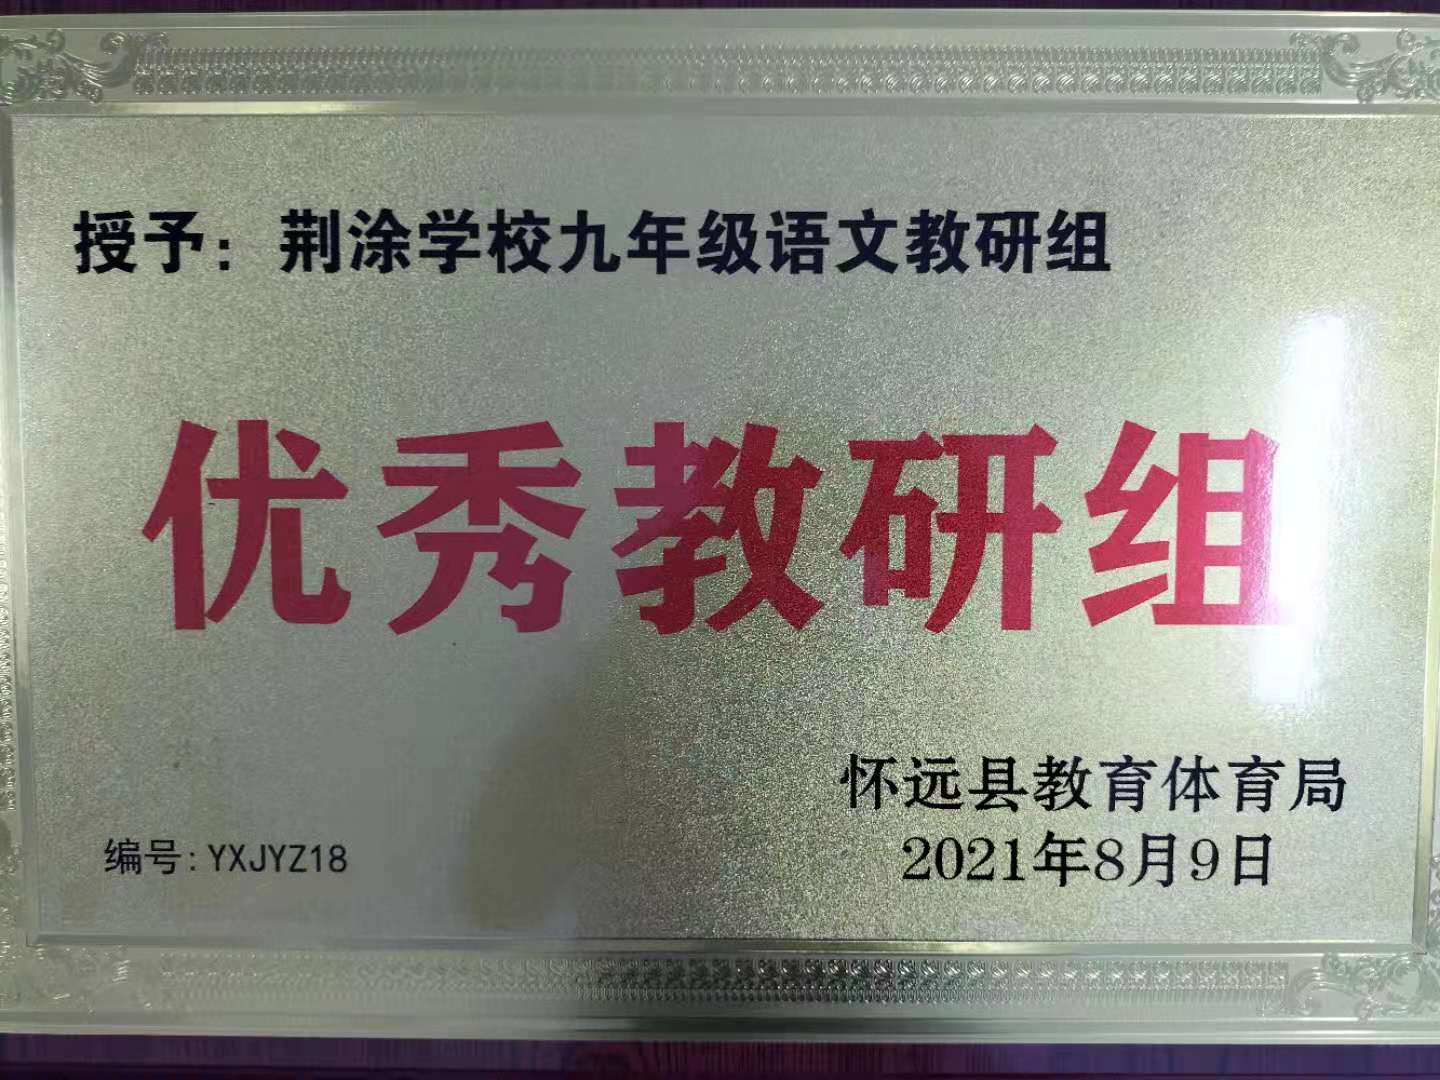 授予：荆涂学校九年级语文教研组
优秀教研组
怀远县教育体育局
2021年8月9日
编号:YXJYZ18